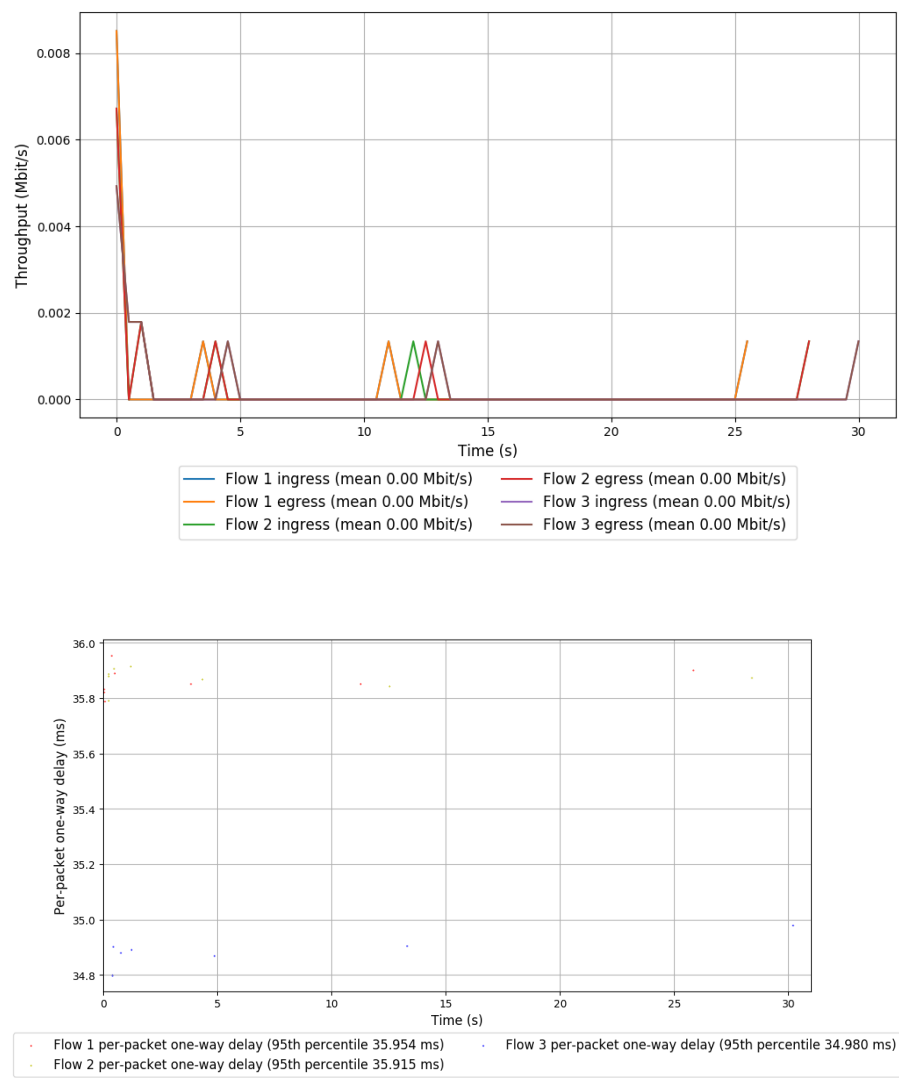 0.008
0.006
0.004
0.002
0.000
Throughput (Mbit/s)
0 5 10 15 20 25 30
Time (s)
Flow 1 ingress (mean 0.00 Mbit/s)
Flow 1 egress (mean 0.00 Mbit/s)
Flow 2 ingress (mean 0.00 Mbit/s)
Flow 2 egress (mean 0.00 Mbit/s)
Flow 3 ingress (mean 0.00 Mbit/s)
Flow 3 egress (mean 0.00 Mbit/s)
36.0
35.8
35.6
35.4
35.2
35.0
34.8
Per-packet one-way delay (ms)
0 5 10 15 20 25 30
Time (s)
Flow 1 per-packet one-way delay (95th percentile 35.954 ms)
Flow 2 per-packet one-way delay (95th percentile 35.915 ms)
Flow 3 per-packet one-way delay (95th percentile 34.980 ms)